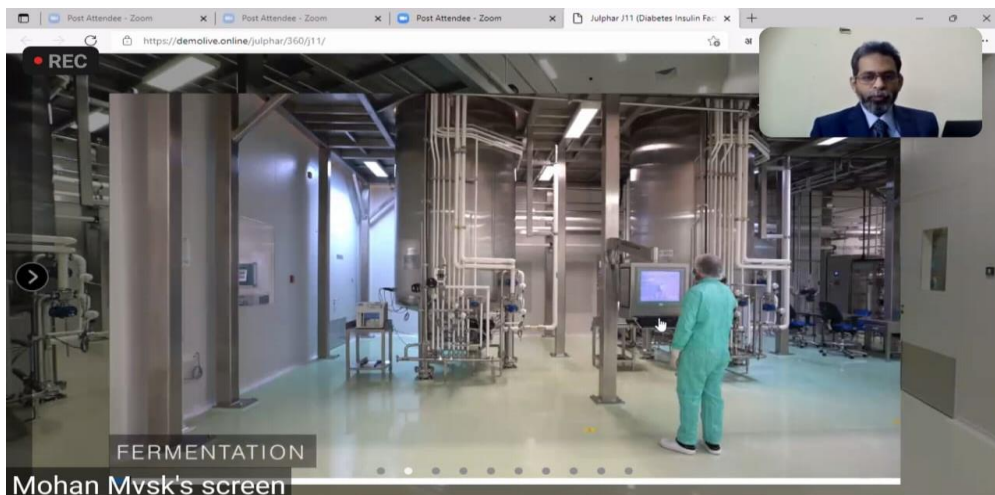 Post Attendee - Zoom
Post Attendee - Zoom
Post Attendee - Zoom
Julphar J11 (Diabetes Insulin Fac
https://demolive.online/julphar/360/j11/
REC
FERMENTATION
Mohan Mvsk's screen